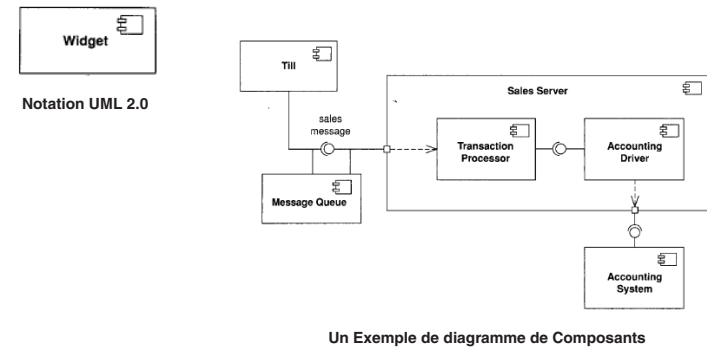 Widget
Notation UML 2.0
Till
sales
message
Message Queue
Sales Server
Transaction
Processor
Accounting
Driver
Accounting
System
Un Exemple de diagramme de Composants